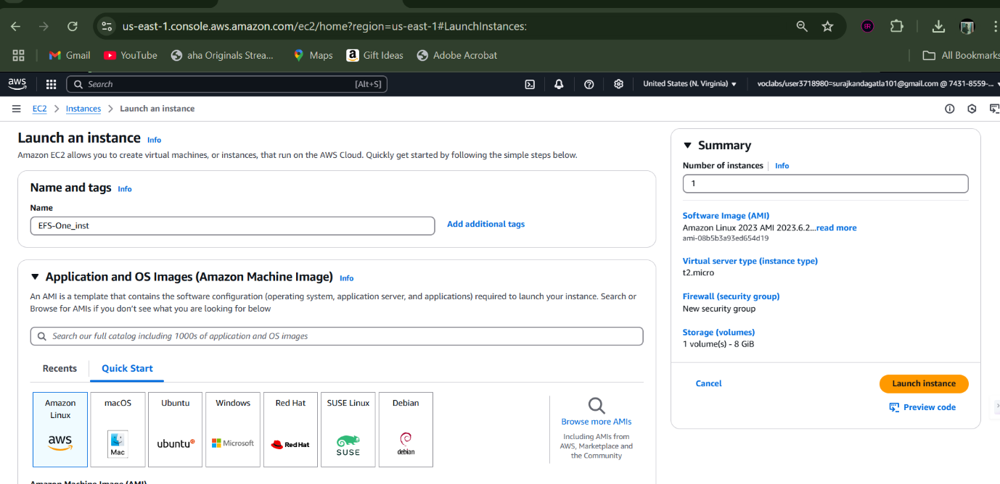 us-east-1.console.aws.amazon.com/ec2/home?region=us-east-1#LaunchInstances:
Gmail YouTube aha Originals Strea... Maps a Gift Ideas Adobe Acrobat All Bookmarks
aws Search [Alt+S] United States (N. Virginia) voclabs/user3718980=surajkandagatla101@gmail.com @ 7431-8559-...
EC2 Instances Launch an instance
Launch an instance Info
Amazon EC2 allows you to create virtual machines, or instances, that run on the AWS Cloud. Quickly get started by following the simple steps below.
Name and tags Info
Name
EFS-One_inst
Add additional tags
Application and OS Images (Amazon Machine Image) Info
An AMI is a template that contains the software configuration (operating system, application server, and applications) required to launch your instance. Search or
Browse for AMIs if you don't see what you are looking for below
Search our full catalog including 1000s of application and OS images
Recents Quick Start
Amazon
Linux
aws
macOS
Mac
Ubuntu
ubuntu
Windows
Microsoft
Red Hat
Red Hat
SUSE Linux
SUSE
Debian
debian
Browse more AMIs
Including AMIs from
AWS, Marketplace and
the Community
Amazon Machine Image (AMI)
Summary
Number of instances Info
1
Software Image (AMI)
Amazon Linux 2023 AMI 2023.6.2...read more
ami-08b5b3a93ed654d19
Virtual server type (instance type)
t2.micro
Firewall (security group)
New security group
Storage (volumes)
1 volume(s) - 8 GiB
Cancel
Launch instance
Preview code